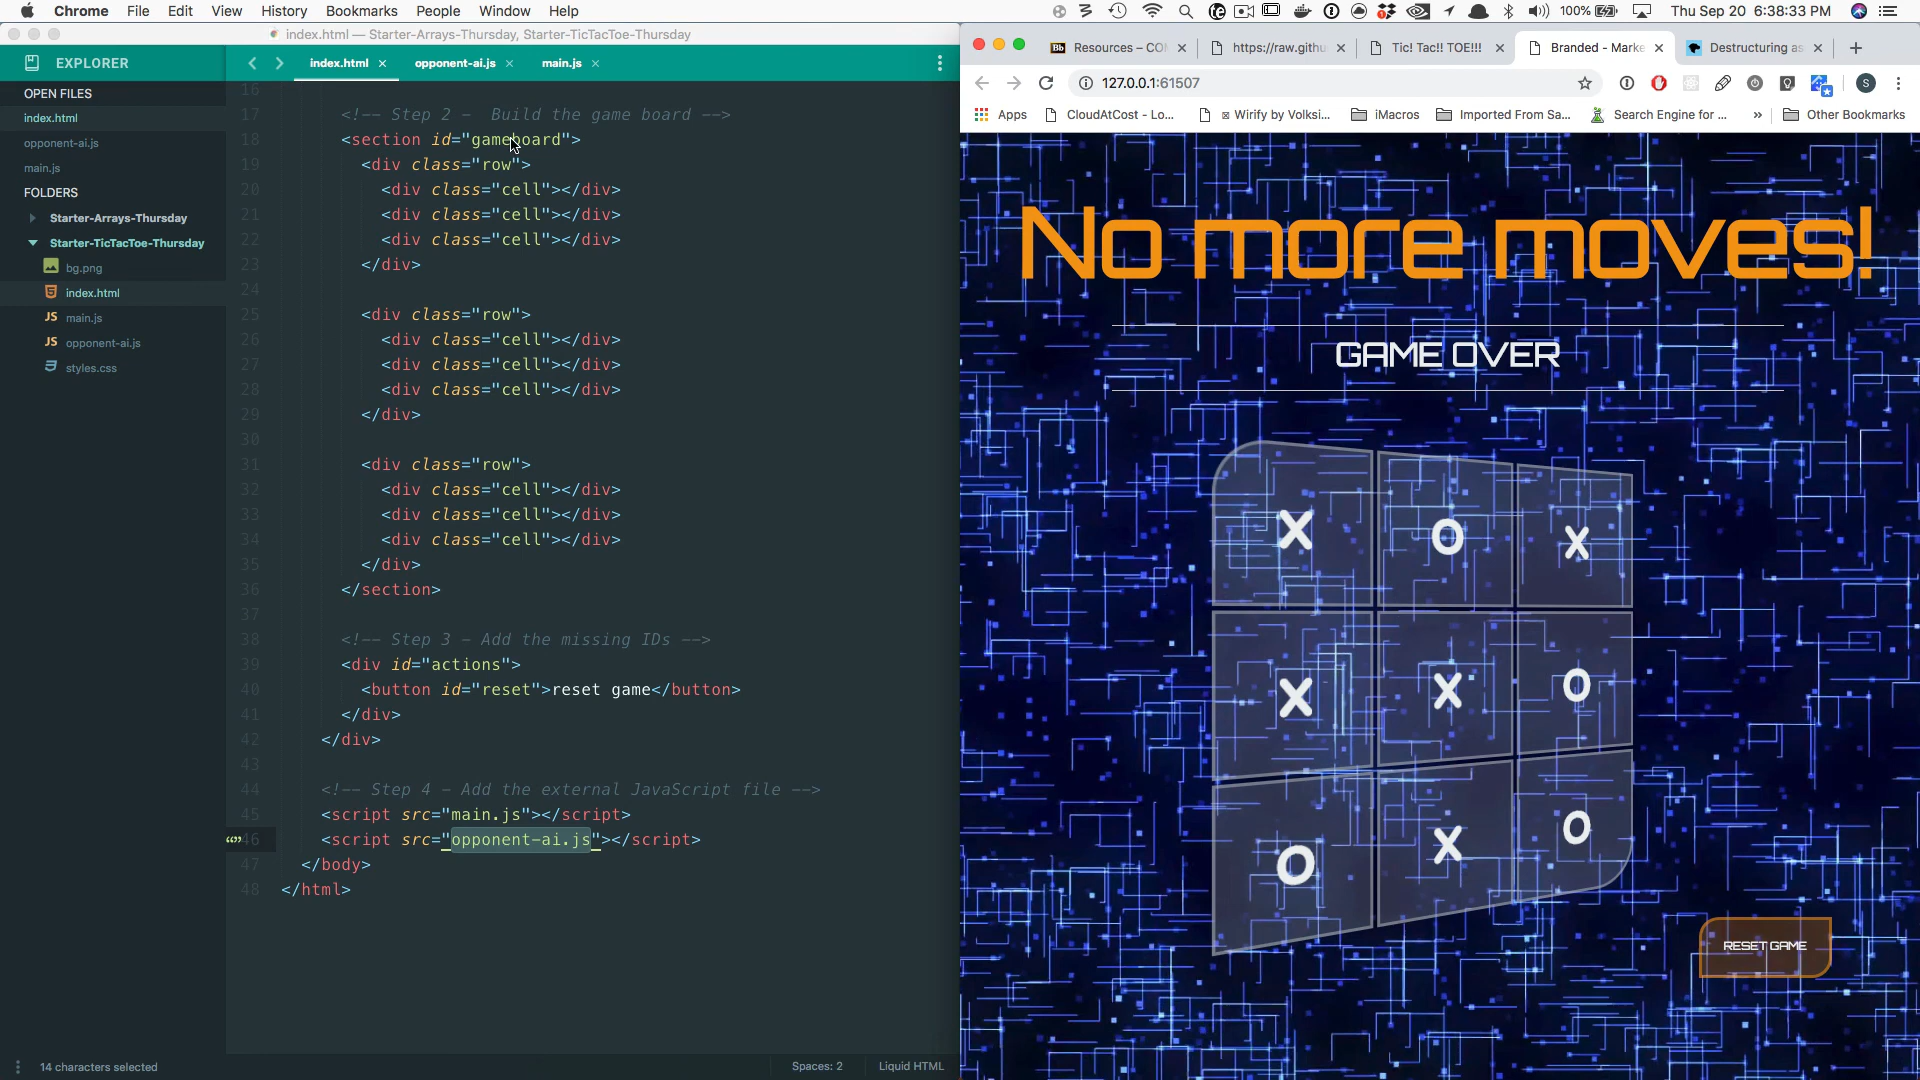 Chrome File Edit View History Bookmarks People Window Help
100% Thu Sep 20 6:38:33 PM
index.html — Starter-Arrays-Thursday, Starter-TicTacToe-Thursday
EXPLORER
OPEN FILES
index.html
opponent-ai.js
main.js
FOLDERS
Starter-Arrays-Thursday
Starter-TicTacToe-Thursday
bg.png
index.html
JS main.js
JS opponent-ai.js
styles.css
index.html × opponent-ai.js × main.js ×
16
17 <!-- Step 2 - Build the game board -->
18 <section id="gameboard">
19 <div class="row">
20 <div class="cell"></div>
21 <div class="cell"></div>
22 <div class="cell"></div>
23 </div>
24
25 <div class="row">
26 <div class="cell"></div>
27 <div class="cell"></div>
28 <div class="cell"></div>
29 </div>
30
31 <div class="row">
32 <div class="cell"></div>
33 <div class="cell"></div>
34 <div class="cell"></div>
35 </div>
36 </section>
37
38 <!-- Step 3 - Add the missing IDs -->
39 <div id="actions">
40 <button id="reset">reset game</button>
41 </div>
42 </div>
43
44 <!-- Step 4 - Add the external JavaScript file -->
45 <script src="main.js"></script>
46 <script src="opponent-ai.js"></script>
47 </body>
48 </html>
14 characters selected
Spaces: 2 Liquid HTML
Bb Resources – CO
https://raw.githu
Tic! Tac!! TOE!!!
Branded - Marke
Destructuring as
127.0.0.1:61507
Apps CloudAtCost - Lo... Wirify by Volksi... iMacros Imported From Sa... Search Engine for ... » Other Bookmarks
No more moves!
GAME OVER
X O X
X X O
O X O
RESET GAME